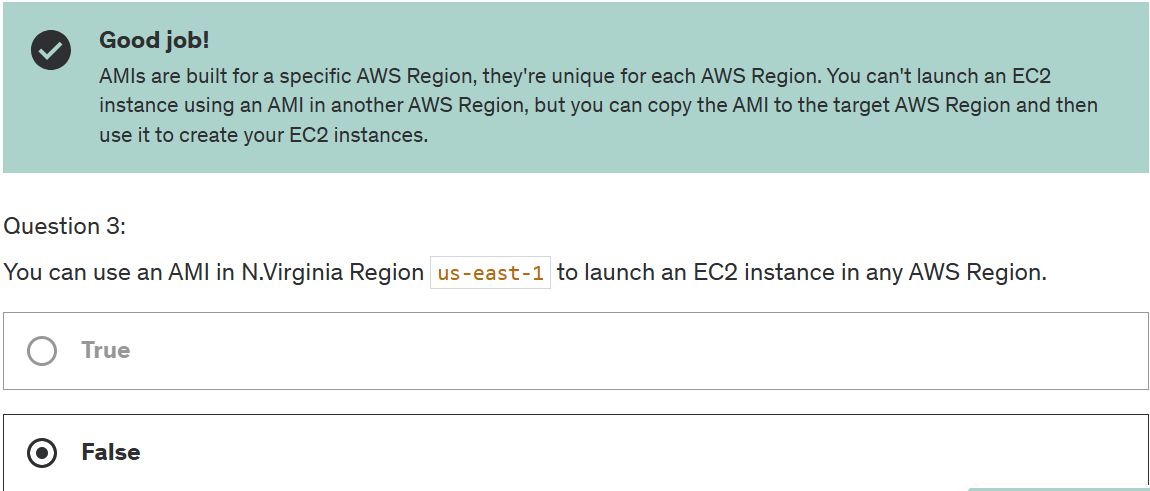 Good job!
AMIs are built for a specific AWS Region, they're unique for each AWS Region. You can't launch an EC2
instance using an AMI in another AWS Region, but you can copy the AMI to the target AWS Region and then
use it to create your EC2 instances.
Question 3:
You can use an AMI in N.Virginia Region us-east-1 to launch an EC2 instance in any AWS Region.
True
False